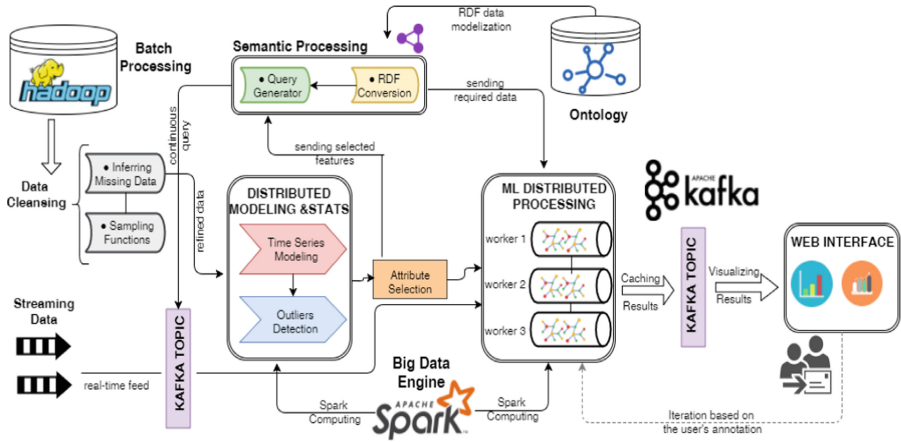 RDF data
modelization
Batch
Processing
Semantic Processing
hadoop
● Query
Generator
● RDF
Conversion
sending
required data
Ontology
continuous
query
sending selected
features
Data
Cleansing
● Inferring
Missing Data
● Sampling
Functions
refined data
DISTRIBUTED
MODELING &STATS
Time Series
Modeling
Outliers
Detection
Attribute
Selection
ML DISTRIBUTED
PROCESSING
worker 1
worker 2
worker 3
APACHE
kafka
Caching
Results
KAFKA TOPIC
Visualizing
Results
WEB INTERFACE
Streaming
Data
real-time feed
KAFKA TOPIC
Big Data
Engine
Spark
Computing
APACHE
Spark
Spark
Computing
Iteration based on
the user's annotation